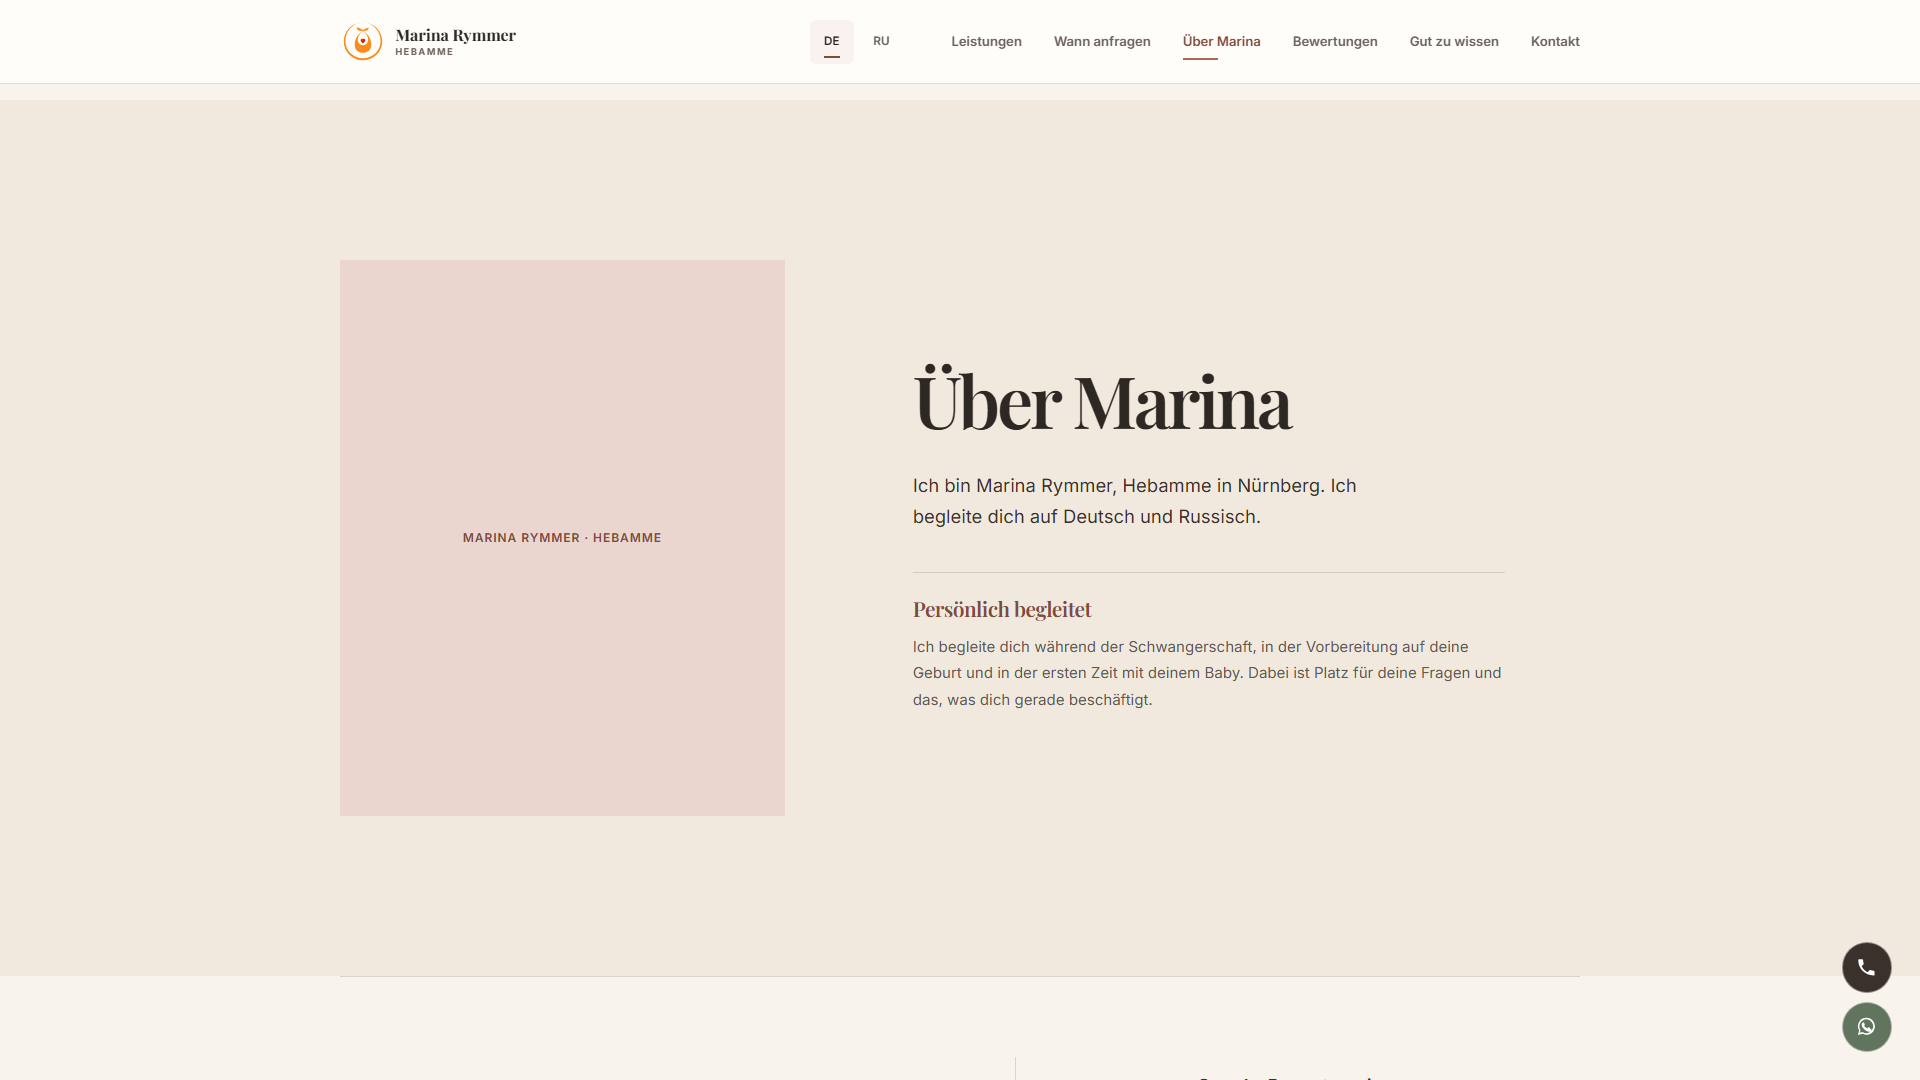 Marina Rymmer
HEBAMME
DE
RU
Leistungen
Wann anfragen
Über Marina
Bewertungen
Gut zu wissen
Kontakt
MARINA RYMMER · HEBAMME
Über Marina
Ich bin Marina Rymmer, Hebamme in Nürnberg. Ich
begleite dich auf Deutsch und Russisch.
Persönlich begleitet
Ich begleite dich während der Schwangerschaft, in der Vorbereitung auf deine
Geburt und in der ersten Zeit mit deinem Baby. Dabei ist Platz für deine Fragen und
das, was dich gerade beschäftigt.